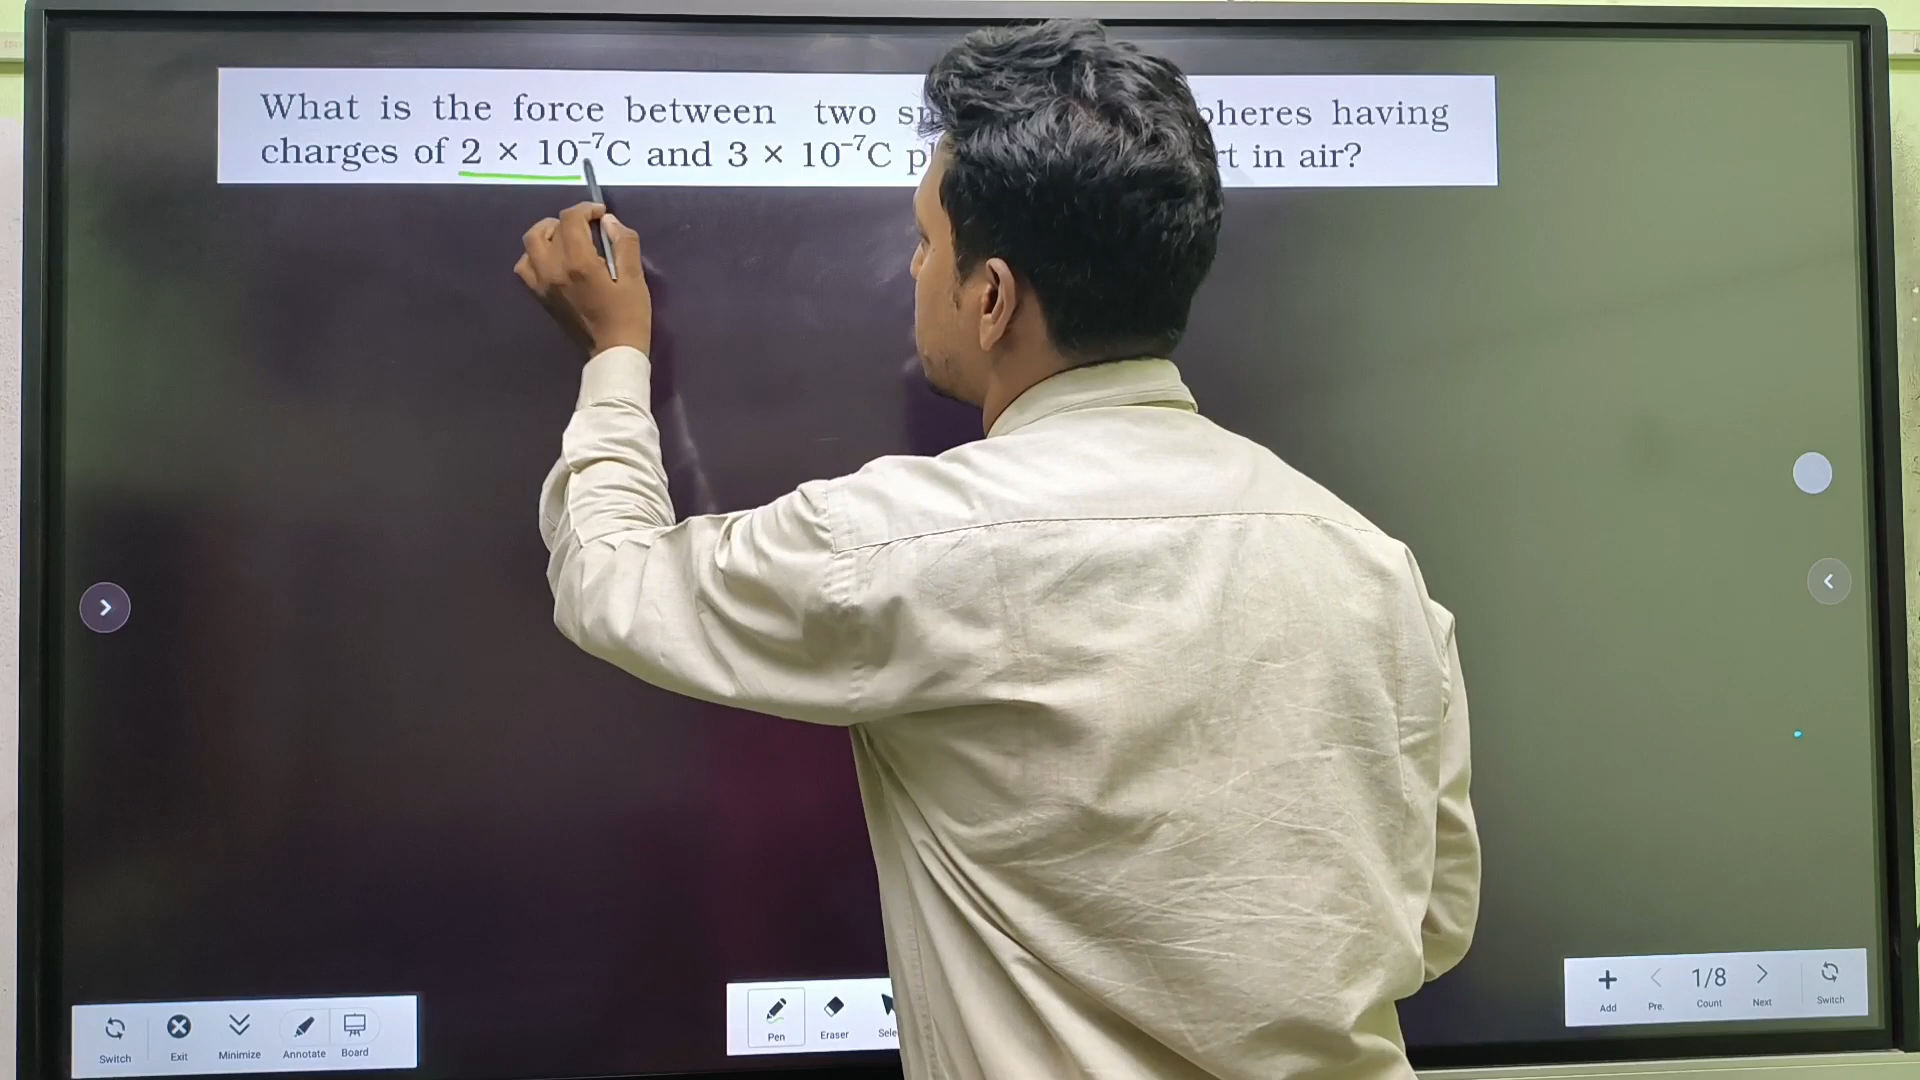 What is the force between two spheres having
charges of 2 × 10⁻⁷C and 3 × 10⁻⁷C in air?
Switch
Exit
Minimize
Annotate
Board
Pen
Eraser
Add
Pre.
1/8
Count
Next
Switch